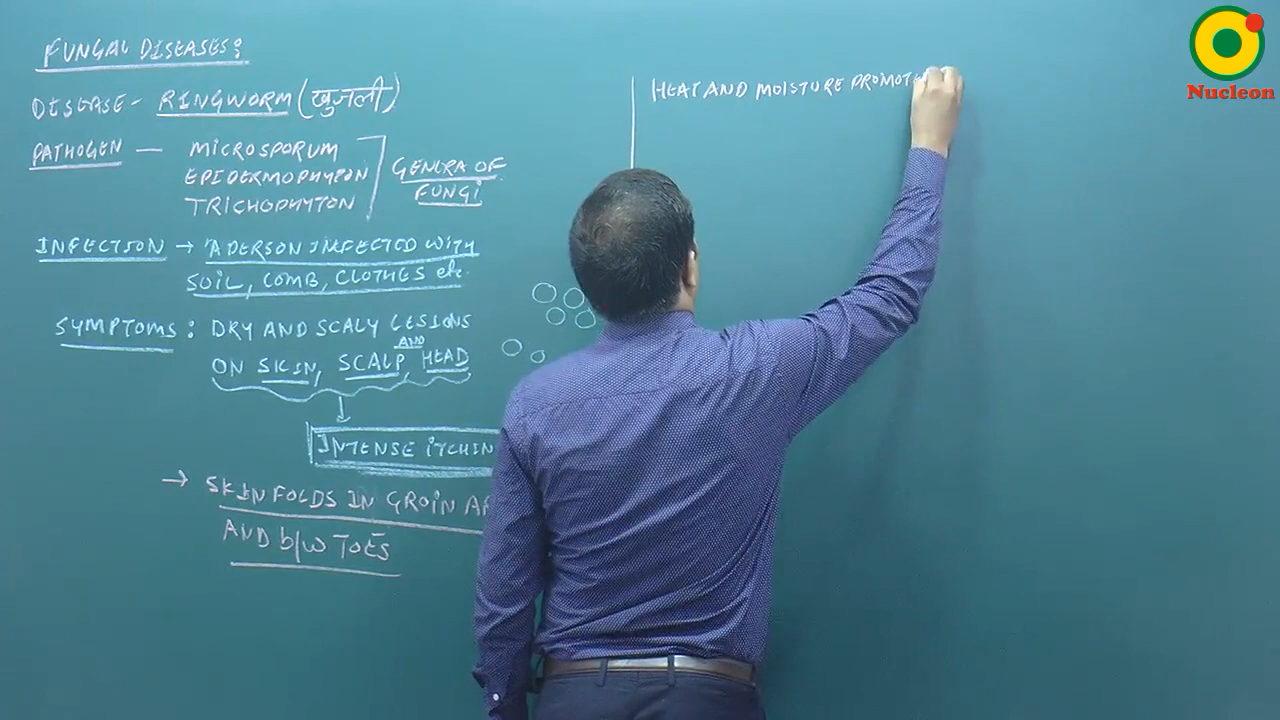 FUNGAL DISEASES:
DISEASE - RINGWORM (खुजली)
PATHOGEN — MICROSPORUM
EPIDERMOPHYTON
TRICHOPHYTON
GENERA OF
FUNGI
INFECTION → A PERSON INFECTED WITH
SOIL, COMB, CLOTHES etc.
SYMPTOMS: DRY AND SCALY LESIONS
ON SKIN, SCALP, AND HEAD
INTENSE ITCHIN
→ SKIN FOLDS IN GROIN AR
AND b/w TOES
HEAT AND MOISTURE PROMOTE
Nucleon